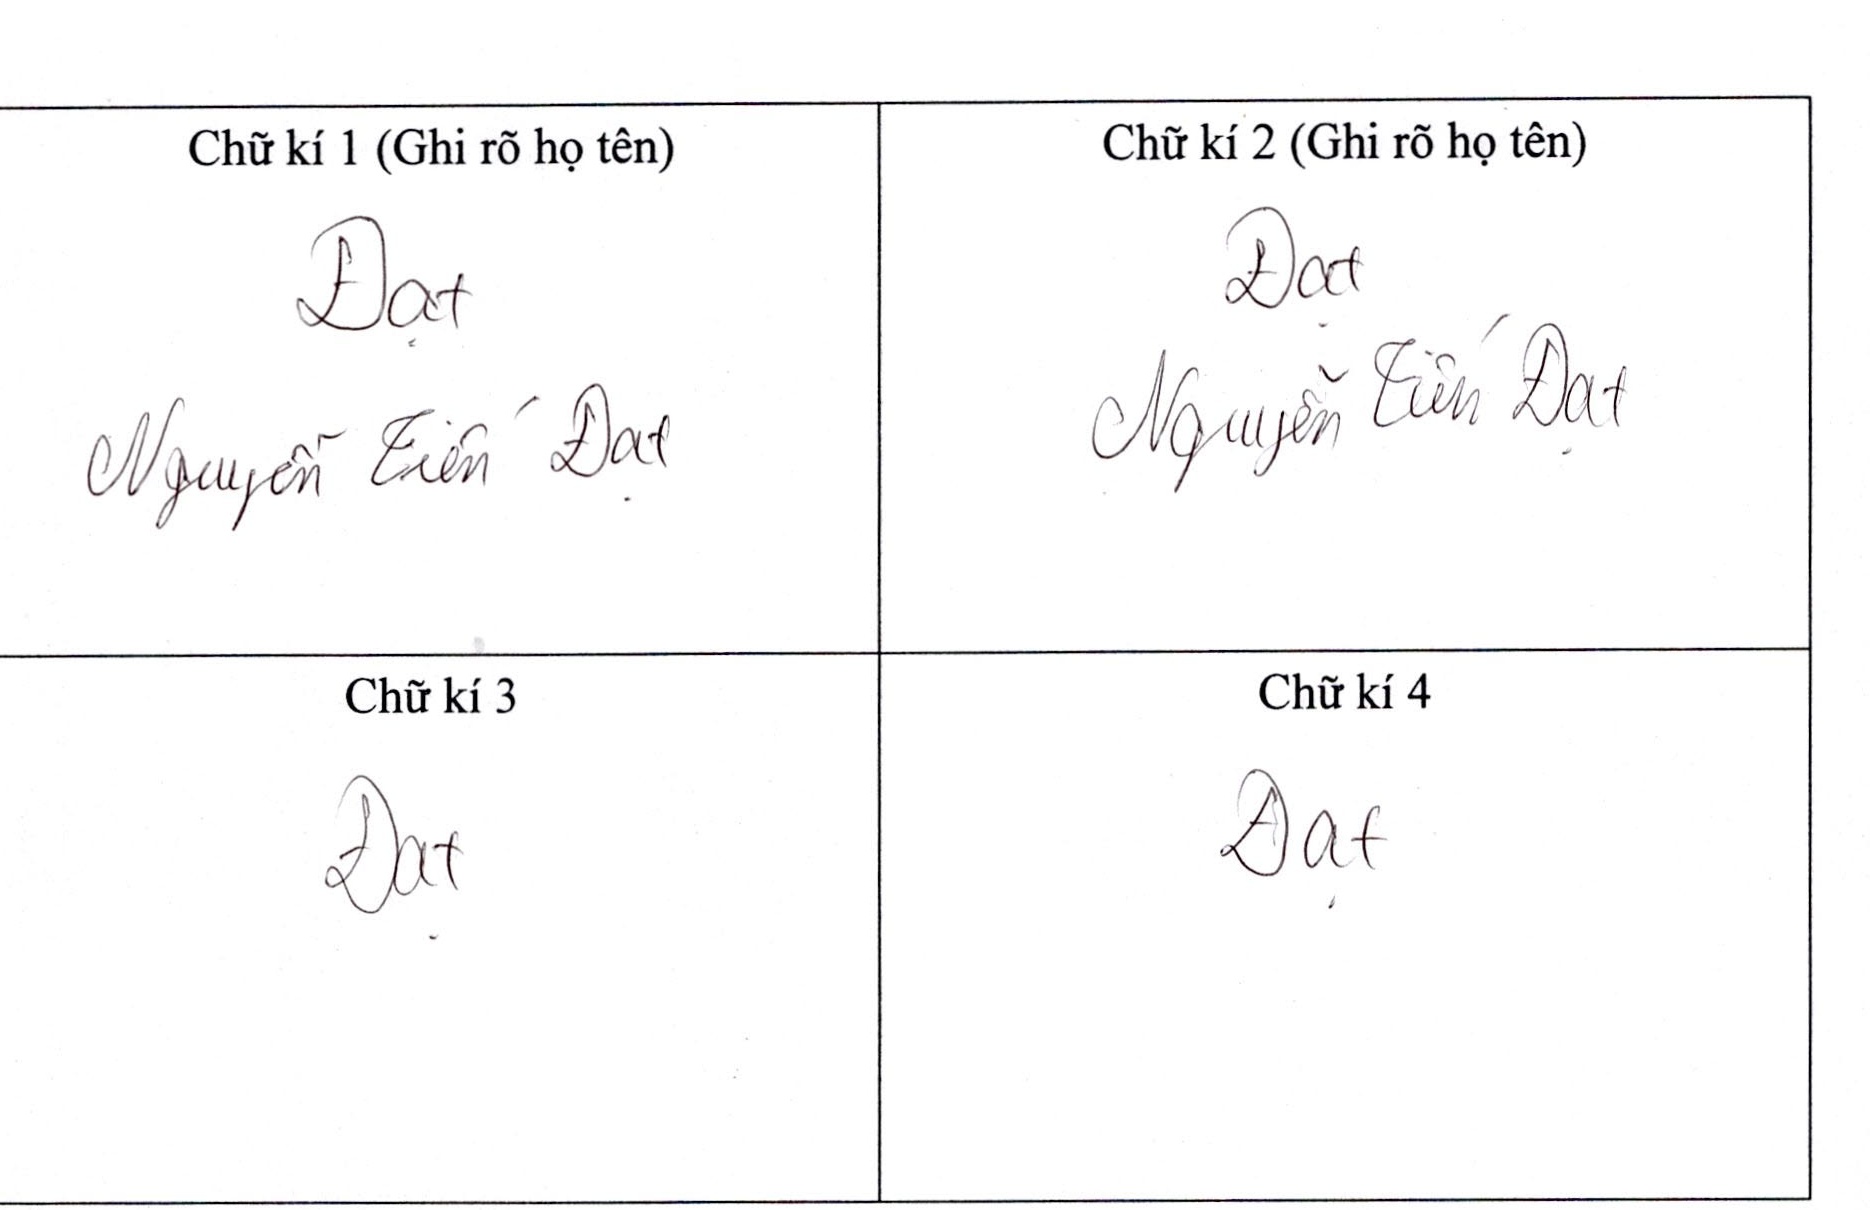 Chữ kí 1 (Ghi rõ họ tên)
Đạt
Nguyễn Tiến Đạt
Chữ kí 2 (Ghi rõ họ tên)
Đạt
Nguyễn Tiến Đạt
Chữ kí 3
Đạt
Chữ kí 4
Đạt